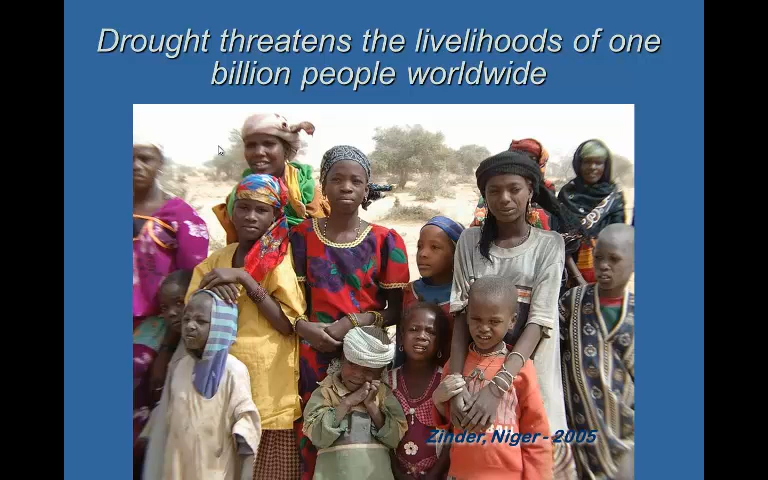 Drought threatens the livelihoods of one
billion people worldwide
Zinder, Niger - 2005